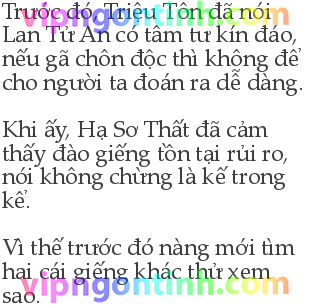 Trước đó, Triệu Tôn đã nói
Lan Tử An có tâm tư kín đáo,
nếu gã chôn độc thì không để
cho người ta đoán ra dễ dàng.
Khi ấy, Hạ Sơ Thất đã cảm
thấy đào giếng tồn tại rủi ro,
nói không chừng là kế trong
kế.
Vì thế trước đó nàng mới tìm
hai cái giếng khác thử xem
sao.
vipngontinh.com
vipngontinh.com